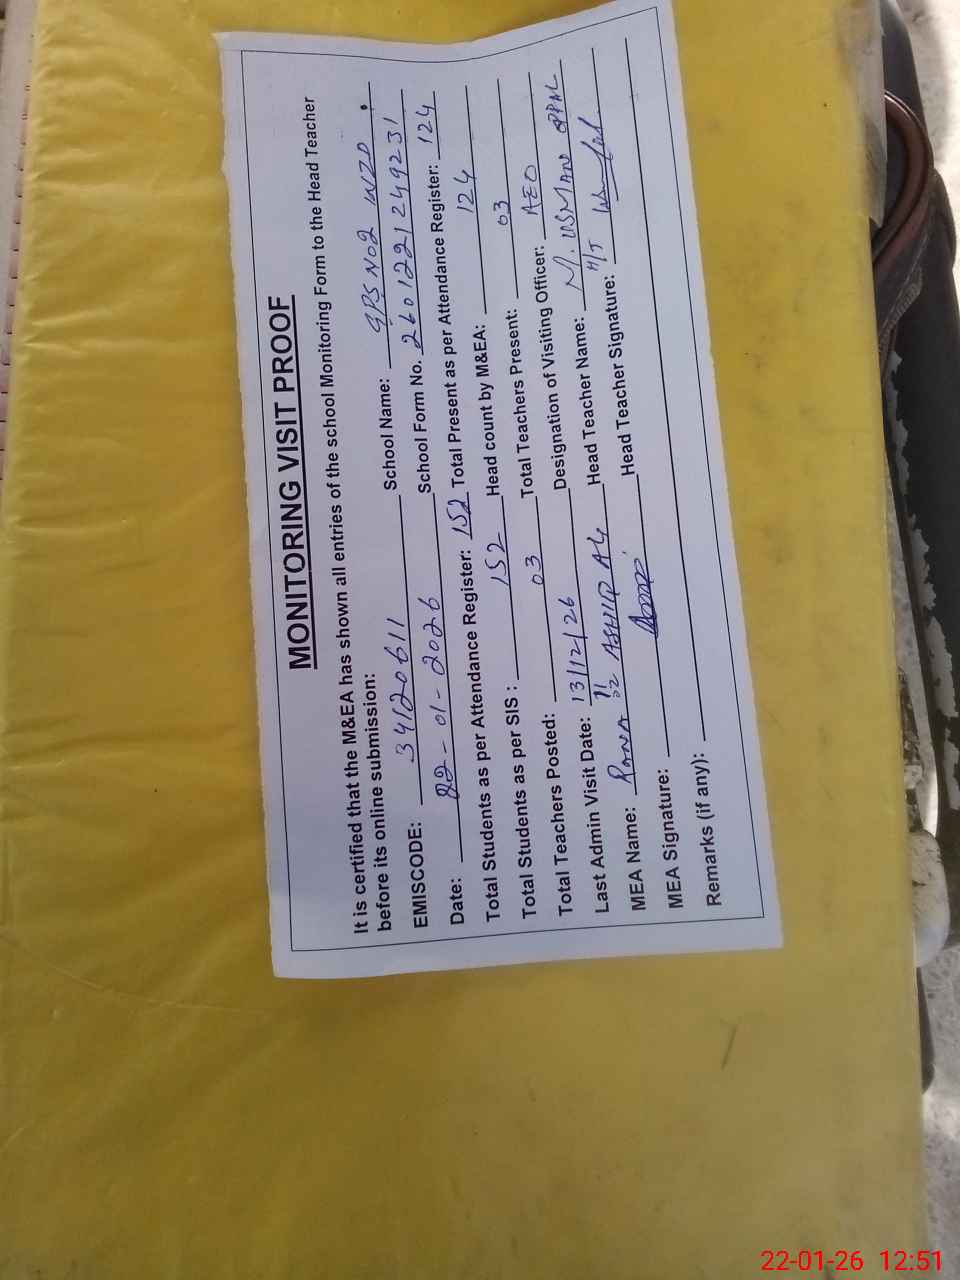 MONITORING VISIT PROOF
It is certified that the M&EA has shown all entries of the school Monitoring Form to the Head Teacher
before its online submission:
EMISCODE: 34120611 School Name: GPS NO2 WZD
Date: 22-01-2026 School Form No. 2601221249231
Total Students as per Attendance Register: 152 Total Present as per Attendance Register: 124
Total Students as per SIS : 152 Head count by M&EA: 124
Total Teachers Posted: 03 Total Teachers Present: 03
Last Admin Visit Date: 13/12/26 Designation of Visiting Officer: AEO
MEA Name: Rana Head Teacher Name: M. USMAN
MEA Signature: Head Teacher Signature: H/T
Remarks (if any):
22-01-26 12:51